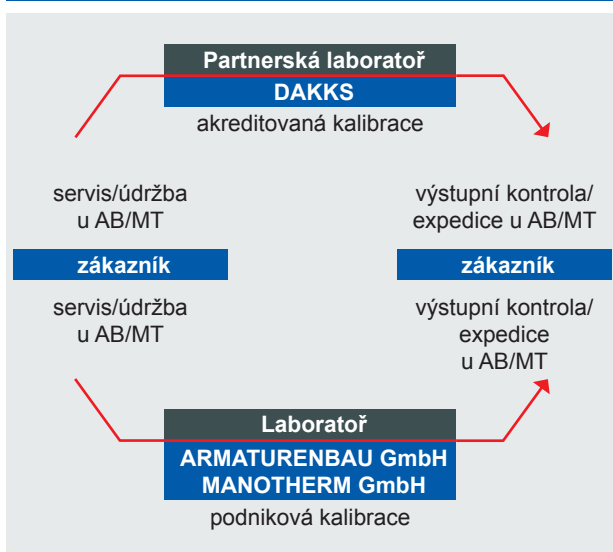 Partnerská laboratoř
DAKKS
akreditovaná kalibrace
servis/údržba
u AB/MT
výstupní kontrola/
expedice u AB/MT
zákazník
zákazník
servis/údržba
u AB/MT
výstupní kontrola/
expedice
u AB/MT
Laboratoř
ARMATURENBAU GmbH
MANOTHERM GmbH
podniková kalibrace